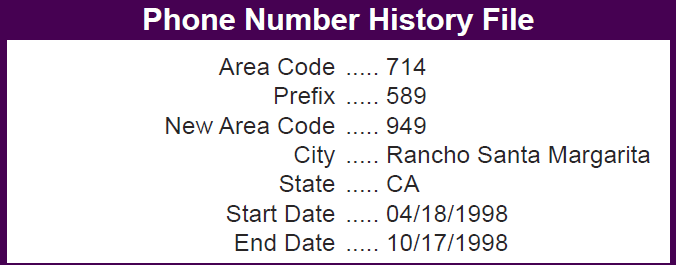 Phone Number History File
Area Code ..... 714
Prefix ..... 589
New Area Code ..... 949
City ..... Rancho Santa Margarita
State ..... CA
Start Date ..... 04/18/1998
End Date ..... 10/17/1998